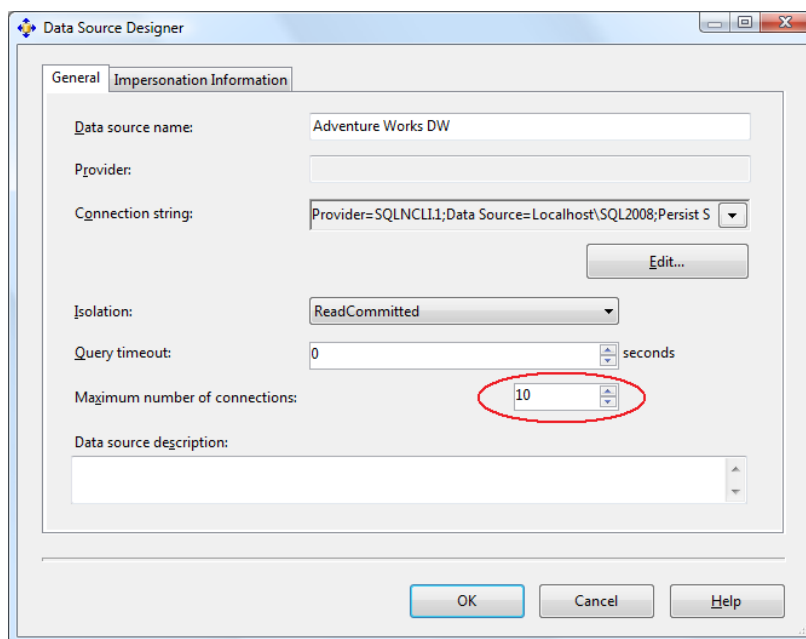 Data Source Designer
General Impersonation Information
Data source name: Adventure Works DW
Provider:
Connection string: Provider=SQLNCLI.1;Data Source=Localhost\SQL2008;Persist S
Edit...
Isolation: ReadCommitted
Query timeout: 0 seconds
Maximum number of connections: 10
Data source description:
OK Cancel Help